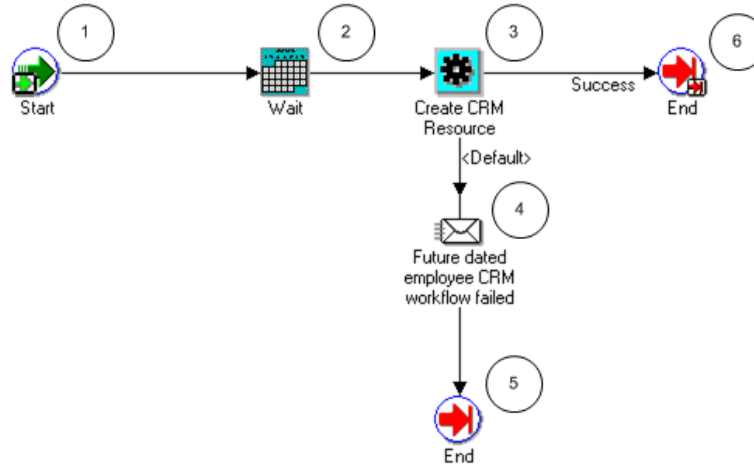 1
2
3
6
Start
Wait
Create CRM
Resource
Success
End
<Default>
4
Future dated
employee CRM
workflow failed
5
End